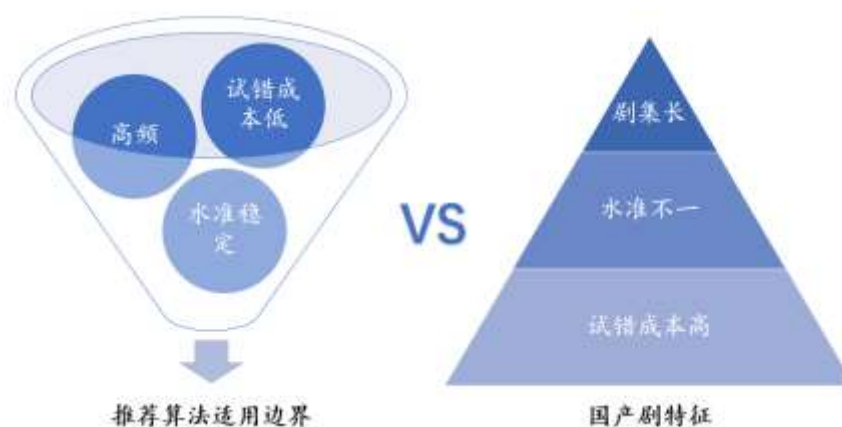 高频
试错成
本低
水准稳
定
推荐算法适用边界
VS
剧集长
水准不一
试错成本高
国产剧特征